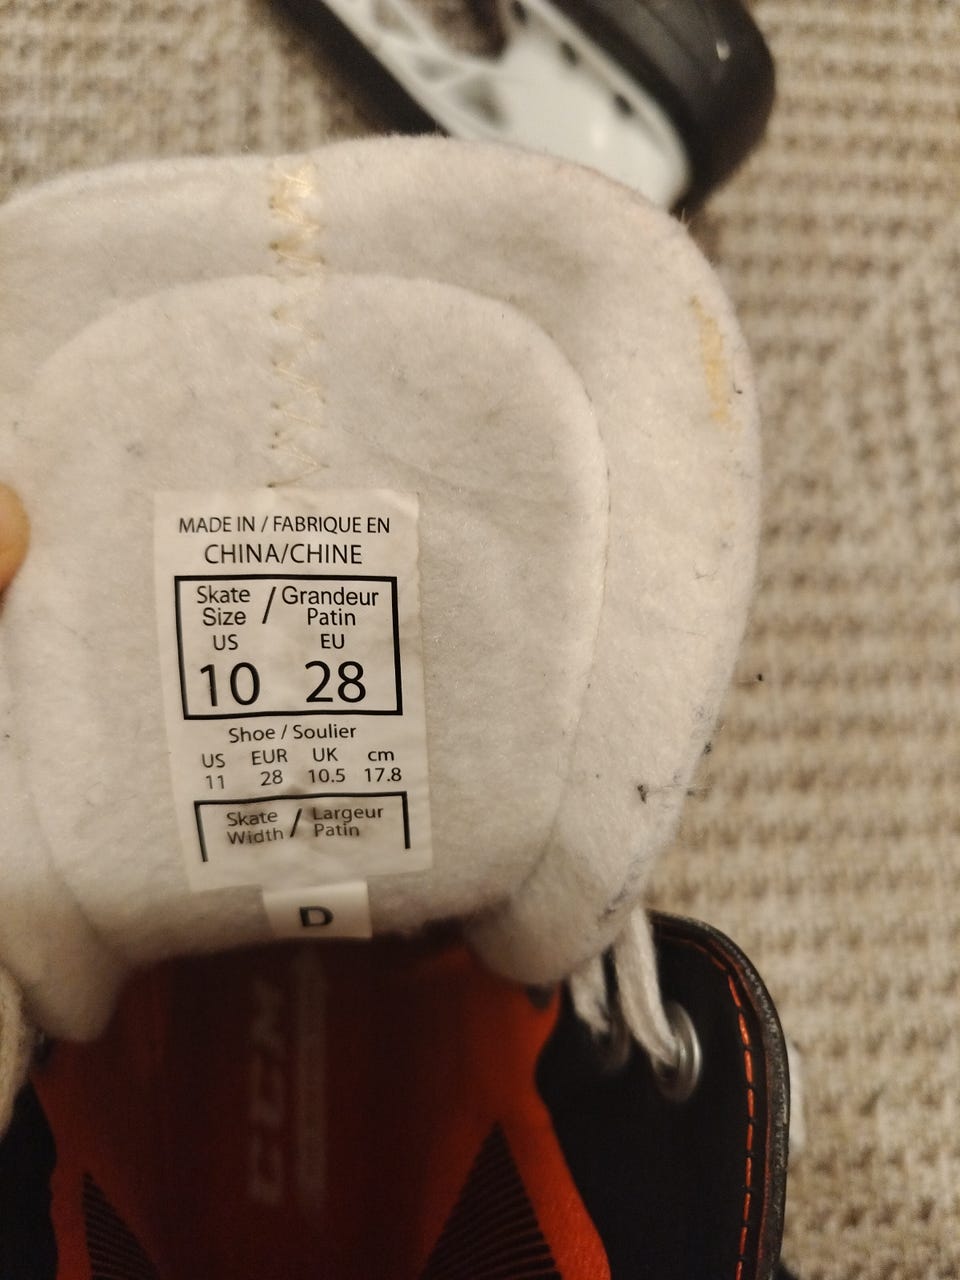 MADE IN / FABRIQUE EN
CHINA/CHINE
Skate / Grandeur
Size Patin
US EU
10 28
Shoe / Soulier
US EUR UK cm
11 28 10.5 17.8
Skate / Largeur
Width Patin
D
CCM